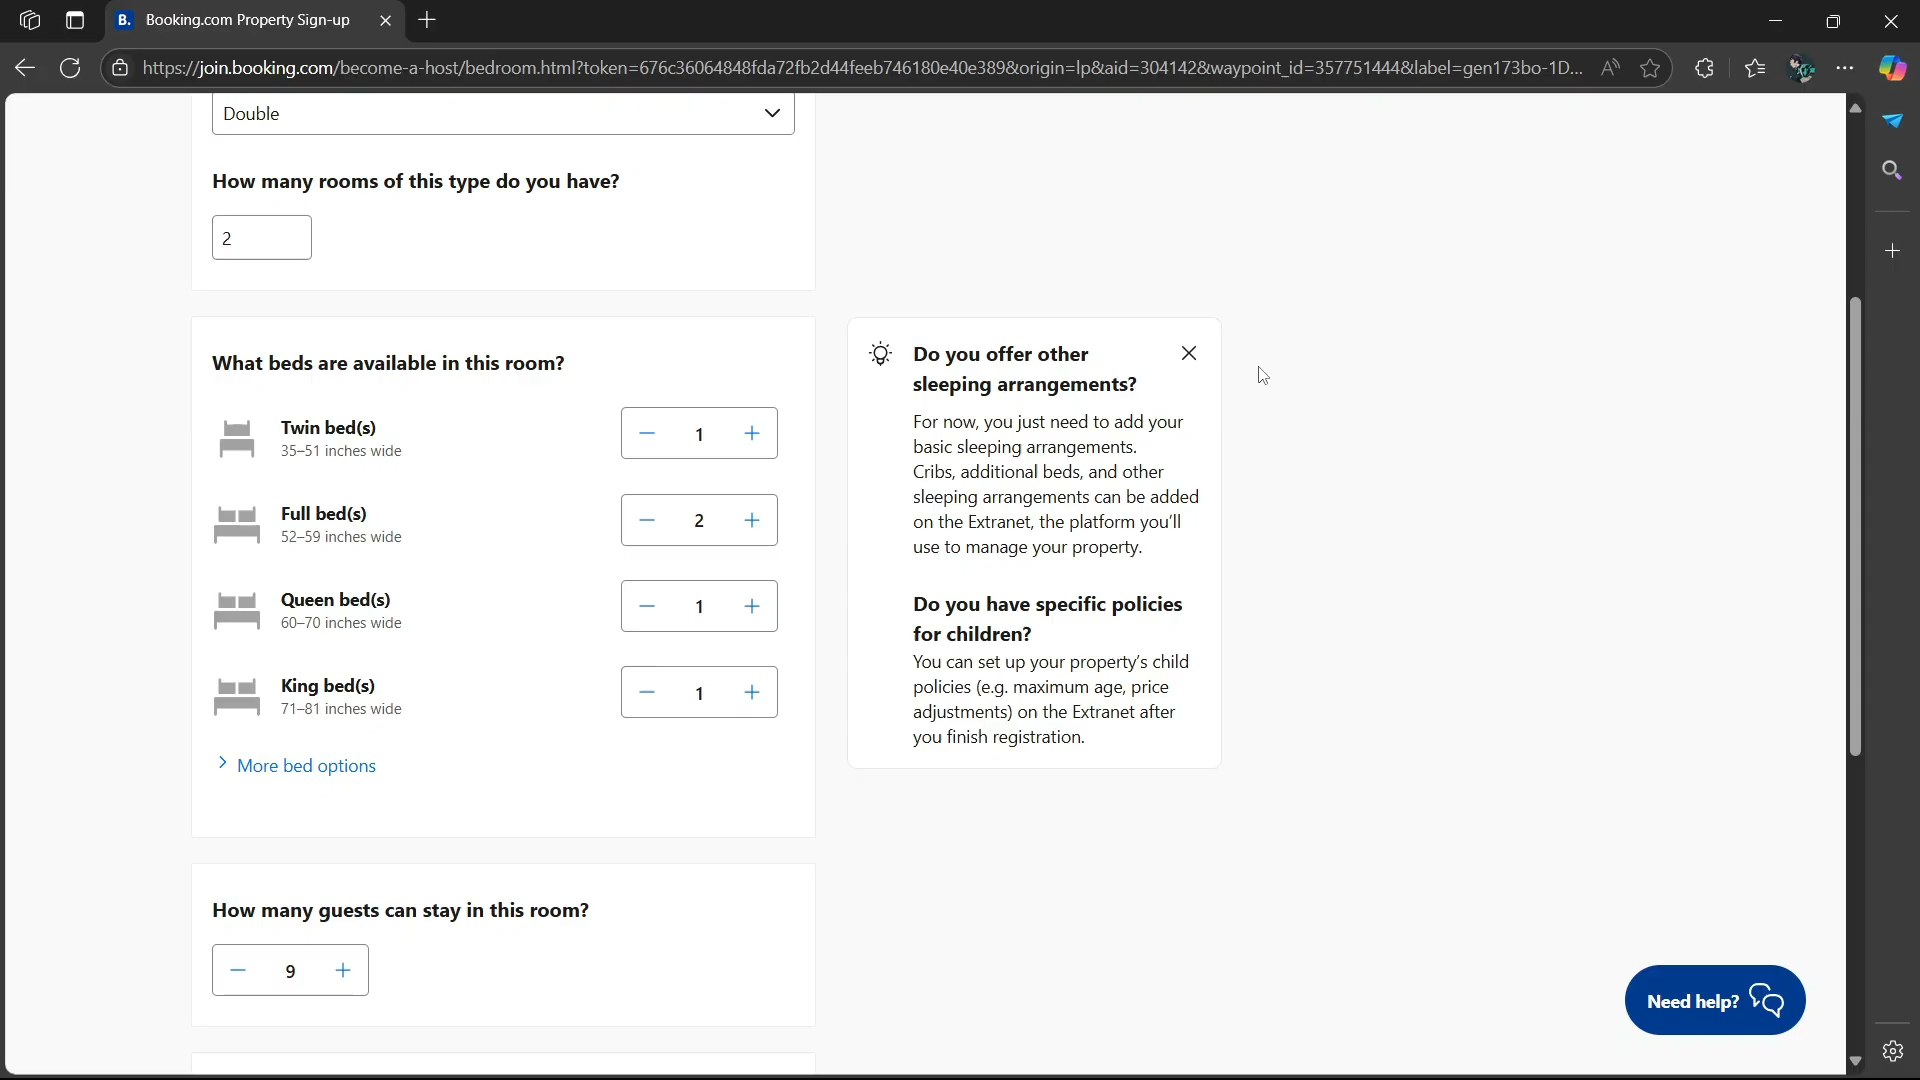 Booking.com Property Sign-up
https://join.booking.com/become-a-host/bedroom.html?token=676c36064848fda72fb2d44feeb746180e40e389&origin=lp&aid=304142&waypoint_id=357751444&label=gen173bo-1D...
Double
How many rooms of this type do you have?
2
What beds are available in this room?
Twin bed(s)
35–51 inches wide
1
Full bed(s)
52–59 inches wide
2
Queen bed(s)
60–70 inches wide
1
King bed(s)
71–81 inches wide
1
More bed options
How many guests can stay in this room?
9
Do you offer other
sleeping arrangements?
For now, you just need to add your
basic sleeping arrangements.
Cribs, additional beds, and other
sleeping arrangements can be added
on the Extranet, the platform you'll
use to manage your property.
Do you have specific policies
for children?
You can set up your property's child
policies (e.g. maximum age, price
adjustments) on the Extranet after
you finish registration.
Need help?